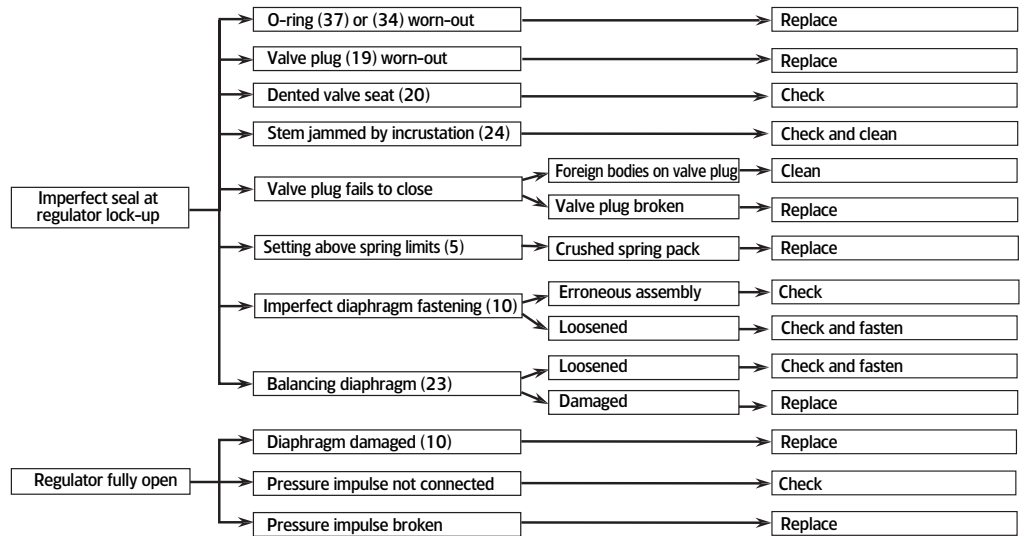 O-ring (37) or (34) worn-out
Replace
Valve plug (19) worn-out
Replace
Dented valve seat (20)
Check
Stem jammed by incrustation (24)
Check and clean
Imperfect seal at
regulator lock-up
Valve plug fails to close
Foreign bodies on valve plug
Clean
Valve plug broken
Replace
Setting above spring limits (5)
Crushed spring pack
Replace
Imperfect diaphragm fastening (10)
Erroneous assembly
Check
Loosened
Check and fasten
Balancing diaphragm (23)
Loosened
Check and fasten
Damaged
Replace
Regulator fully open
Diaphragm damaged (10)
Replace
Pressure impulse not connected
Check
Pressure impulse broken
Replace